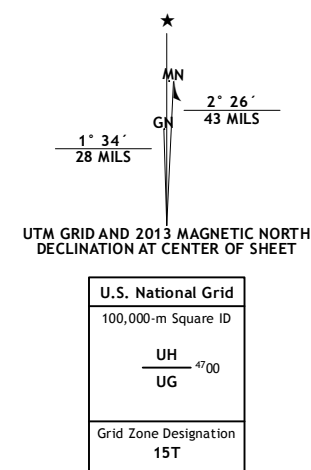 ★
MN
2° 26´
43 MILS
GN
1° 34´
28 MILS
UTM GRID AND 2013 MAGNETIC NORTH
DECLINATION AT CENTER OF SHEET
U.S. National Grid
100,000-m Square ID
UH
4700
UG
Grid Zone Designation
15T